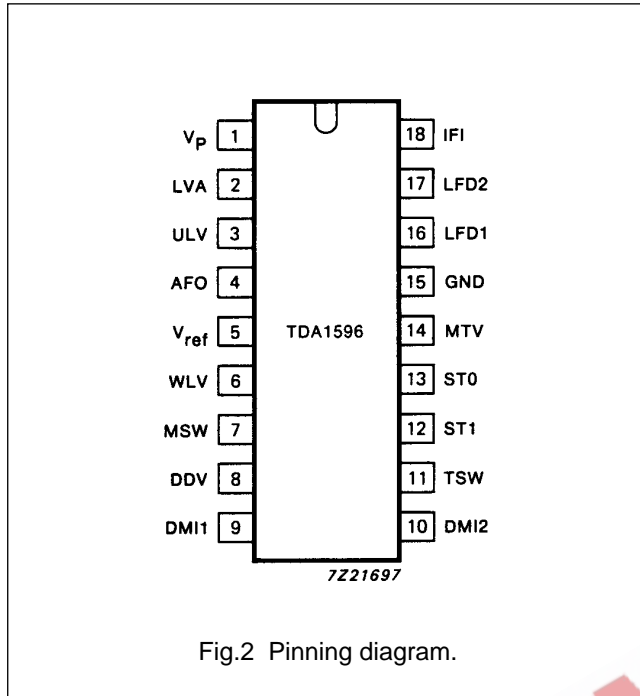 VP 1 18 IFI
LVA 2 17 LFD2
ULV 3 16 LFD1
AFO 4 15 GND
Vref 5 TDA1596 14 MTV
WLV 6 13 ST0
MSW 7 12 ST1
DDV 8 11 TSW
DMI1 9 10 DMI2
7Z21697
Fig.2 Pinning diagram.